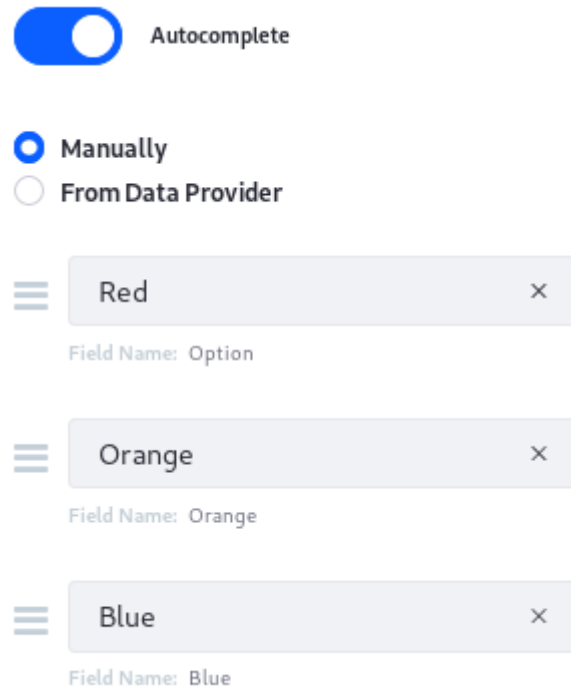 Autocomplete
Manually
From Data Provider
Red ×
Field Name: Option
Orange ×
Field Name: Orange
Blue ×
Field Name: Blue